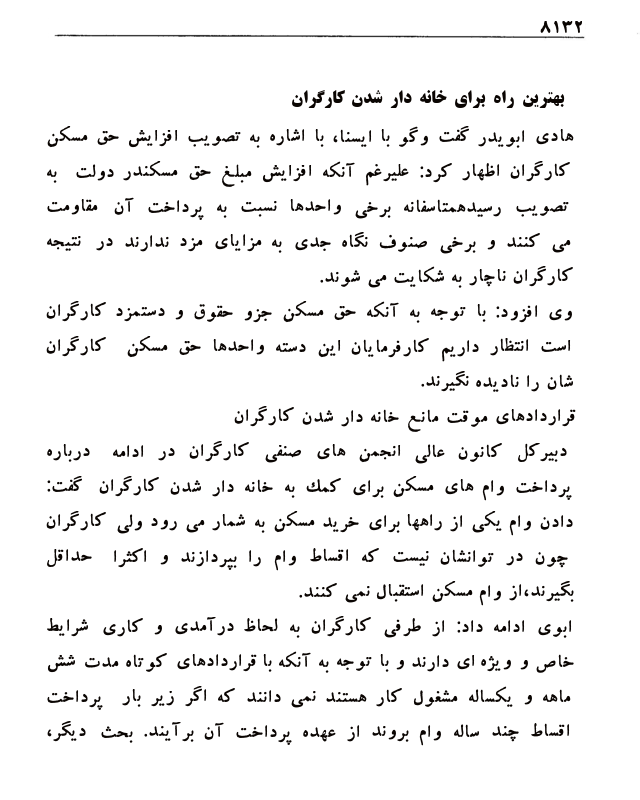 ۸۱۳۲
بهترین راه برای خانه دار شدن کارگران
هادی ابویدر گفت وگو با ایسنا، با اشاره به تصویب افزایش حق مسکن
کارگران اظهار کرد: علیرغم آنکه افزایش مبلغ حق مسکندر دولت به
تصویب رسیدهمتاسفانه برخی واحدها نسبت به پرداخت آن مقاومت
می کنند و برخی صنوف نگاه جدی به مزایای مزد ندارند در نتیجه
کارگران ناچار به شکایت می شوند.
وی افزود: با توجه به آنکه حق مسکن جزو حقوق و دستمزد کارگران
است انتظار داریم کارفرمایان این دسته واحدها حق مسکن کارگران
شان را نادیده نگیرند.
قراردادهای موقت مانع خانه دار شدن کارگران
دبیرکل کانون عالی انجمن های صنفی کارگران در ادامه درباره
پرداخت وام های مسکن برای کمك به خانه دار شدن کارگران گفت:
دادن وام یکی از راهها برای خرید مسکن به شمار می رود ولی کارگران
چون در توانشان نیست که اقساط وام را بپردازند و اکثرا حداقل
بگیرند،از وام مسکن استقبال نمی کنند.
ابوی ادامه داد: از طرفی کارگران به لحاظ درآمدی و کاری شرایط
خاص و ویژه ای دارند و با توجه به آنکه با قراردادهای کوتاه مدت شش
ماهه و یکساله مشغول کار هستند نمی دانند که اگر زیر بار پرداخت
اقساط چند ساله وام بروند از عهده پرداخت آن برآیند. بحث دیگر،